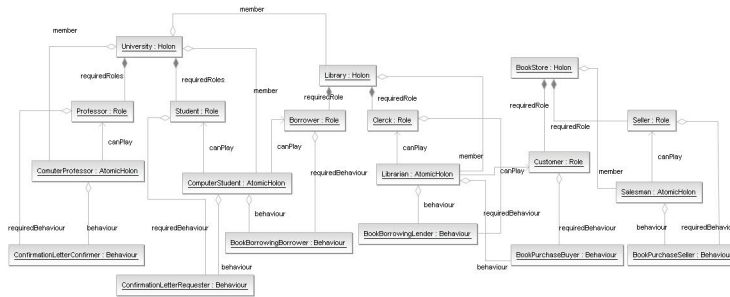 member
University : Holon
requiredRoles
requiredRoles
member
Library : Holon
requiredRole
requiredRole
BookStore : Holon
requiredRole
requiredRole
Professor : Role
Student : Role
Borrower : Role
Clerck : Role
Seller : Role
canPlay
canPlay
canPlay
canPlay
member
Customer : Role
canPlay
canPlay
ComuterProfessor : AtomicHolon
ComputerStudent : AtomicHolon
requiredBehaviour
Librarian : AtomicHolon
canPlay
member
Salesman : AtomicHolon
requiredBehaviour
behaviour
requiredBehaviour
behaviour
behaviour
behaviour
requiredBehaviour
requiredBehaviour
behaviour
requiredBehaviour
ConfirmationLetterConfirmer : Behaviour
BookBorrowingBorrower : Behaviour
BookBorrowingLender : Behaviour
BookPurchaseBuyer : Behaviour
BookPurchaseSeller : Behaviour
behaviour
ConfirmationLetterRequester : Behaviour